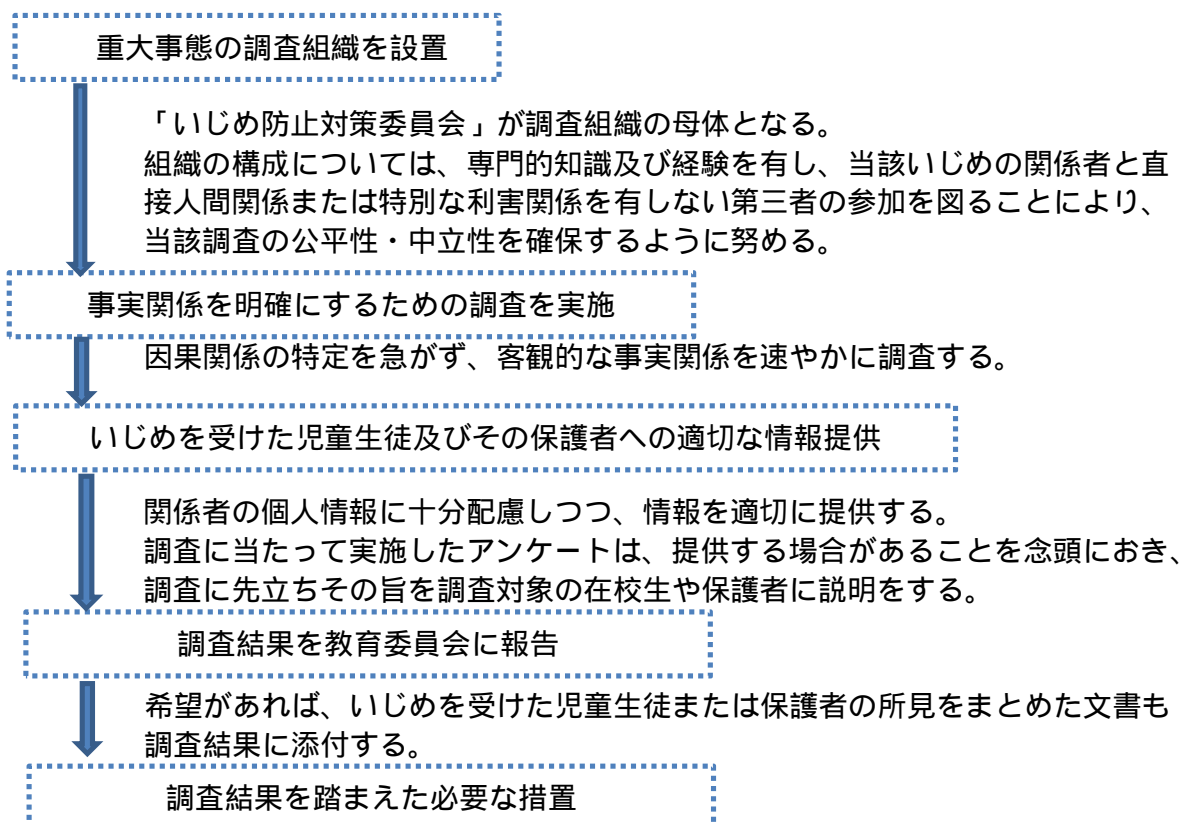 重大事態の調査組織を設置
「いじめ防止対策委員会」が調査組織の母体となる。
組織の構成については、専門的知識及び経験を有し、当該いじめの関係者と直
接人間関係または特別な利害関係を有しない第三者の参加を図ることにより、
当該調査の公平性・中立性を確保するように努める。
事実関係を明確にするための調査を実施
因果関係の特定を急がず、客観的な事実関係を速やかに調査する。
いじめを受けた児童生徒及びその保護者への適切な情報提供
関係者の個人情報に十分配慮しつつ、情報を適切に提供する。
調査に当たって実施したアンケートは、提供する場合があることを念頭におき、
調査に先立ちその旨を調査対象の在校生や保護者に説明をする。
調査結果を教育委員会に報告
希望があれば、いじめを受けた児童生徒または保護者の所見をまとめた文書も
調査結果に添付する。
調査結果を踏まえた必要な措置